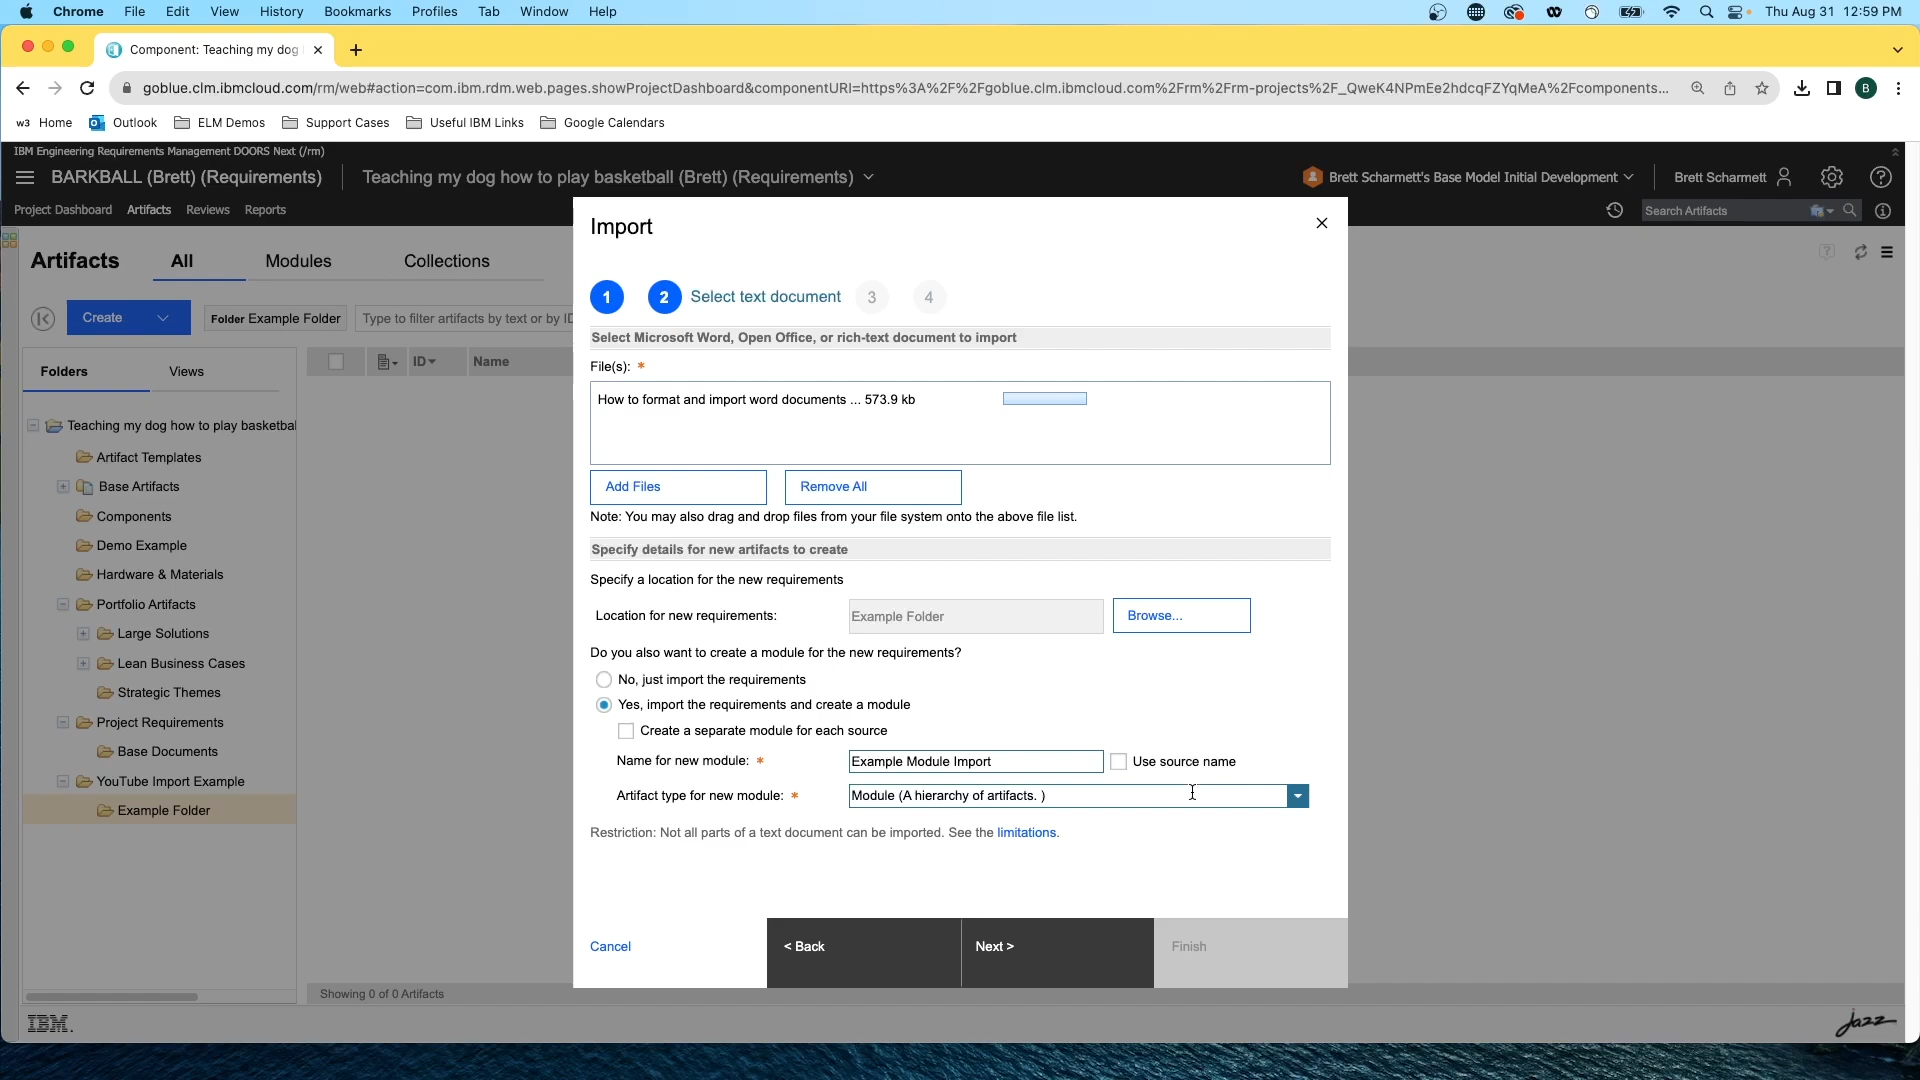 Chrome File Edit View History Bookmarks Profiles Tab Window Help Thu Aug 31 12:59 PM
Component: Teaching my dog
goblue.clm.ibmcloud.com/rm/web#action=com.ibm.rdm.web.pages.showProjectDashboard&componentURI=https%3A%2F%2Fgoblue.clm.ibmcloud.com%2Frm%2Frm-projects%2F_QweK4NPmEe2hdcqFZYqMeA%2Fcomponents... B
w3 Home Outlook ELM Demos Support Cases Useful IBM Links Google Calendars
IBM Engineering Requirements Management DOORS Next (/rm)
BARKBALL (Brett) (Requirements) Teaching my dog how to play basketball (Brett) (Requirements) Brett Scharmett's Base Model Initial Development Brett Scharmett
Project Dashboard Artifacts Reviews Reports Search Artifacts
Artifacts All Modules Collections
Create Folder Example Folder Type to filter artifacts by text or by ID
Folders Views
ID Name
Teaching my dog how to play basketbal
Artifact Templates
Base Artifacts
Components
Demo Example
Hardware & Materials
Portfolio Artifacts
Large Solutions
Lean Business Cases
Strategic Themes
Project Requirements
Base Documents
YouTube Import Example
Example Folder
Showing 0 of 0 Artifacts
Import
1 2 Select text document 3 4
Select Microsoft Word, Open Office, or rich-text document to import
File(s): *
How to format and import word documents ... 573.9 kb
Add Files Remove All
Note: You may also drag and drop files from your file system onto the above file list.
Specify details for new artifacts to create
Specify a location for the new requirements
Location for new requirements: Example Folder Browse...
Do you also want to create a module for the new requirements?
No, just import the requirements
Yes, import the requirements and create a module
Create a separate module for each source
Name for new module: * Example Module Import Use source name
Artifact type for new module: * Module (A hierarchy of artifacts. )
Restriction: Not all parts of a text document can be imported. See the limitations.
Cancel < Back Next > Finish
IBM. Jazz